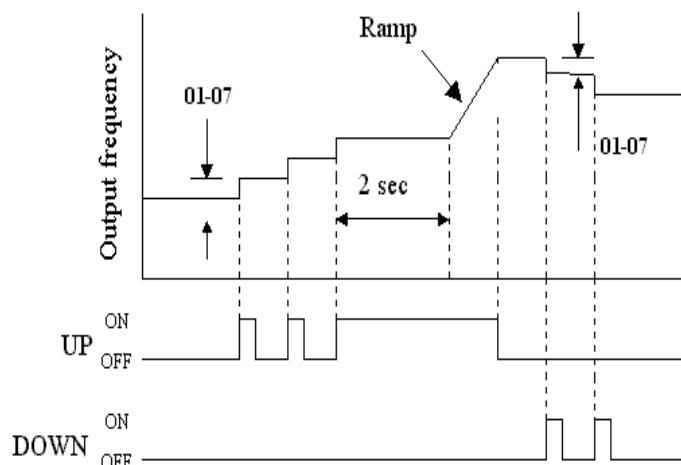 Ramp
01-07
01-07
Output frequency
2 sec
ON
UP
OFF
ON
DOWN
OFF